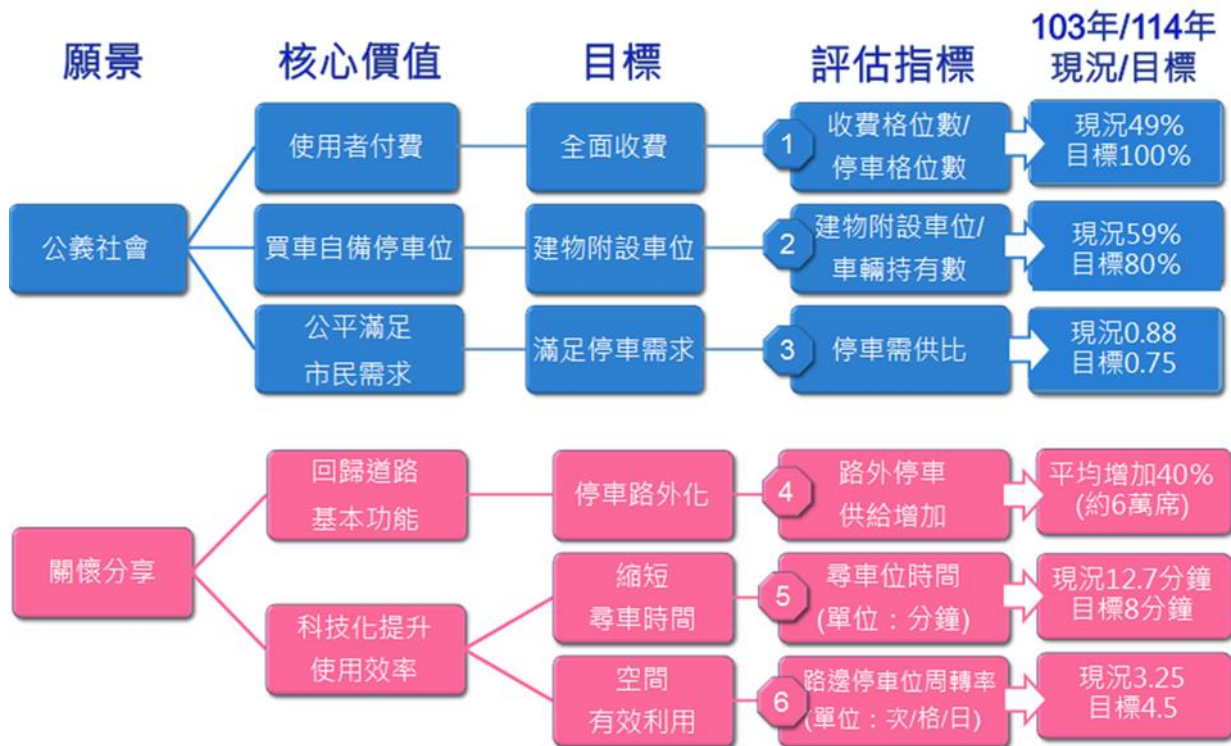 願景
核心價值
目標
評估指標
103年/114年
現況/目標
公義社會
使用者付費
全面收費
1
收費格位數/
停車格位數
現況49%
目標100%
買車自備停車位
建物附設車位
2
建物附設車位/
車輛持有數
現況59%
目標80%
公平滿足
市民需求
滿足停車需求
3
停車需供比
現況0.88
目標0.75
關懷分享
回歸道路
基本功能
停車路外化
4
路外停車
供給增加
平均增加40%
(約6萬席)
科技化提升
使用效率
縮短
尋車時間
5
尋車位時間
(單位：分鐘)
現況12.7分鐘
目標8分鐘
空間
有效利用
6
路邊停車位周轉率
(單位：次/格/日)
現況3.25
目標4.5